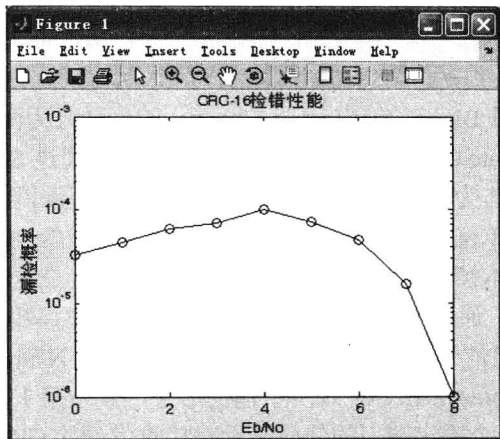 Figure 1
File Edit View Insert Tools Desktop Window Help
CRC-16检错性能
10-3
10-4
10-5
10-6
漏检概率
0 2 4 6 8
Eb/No